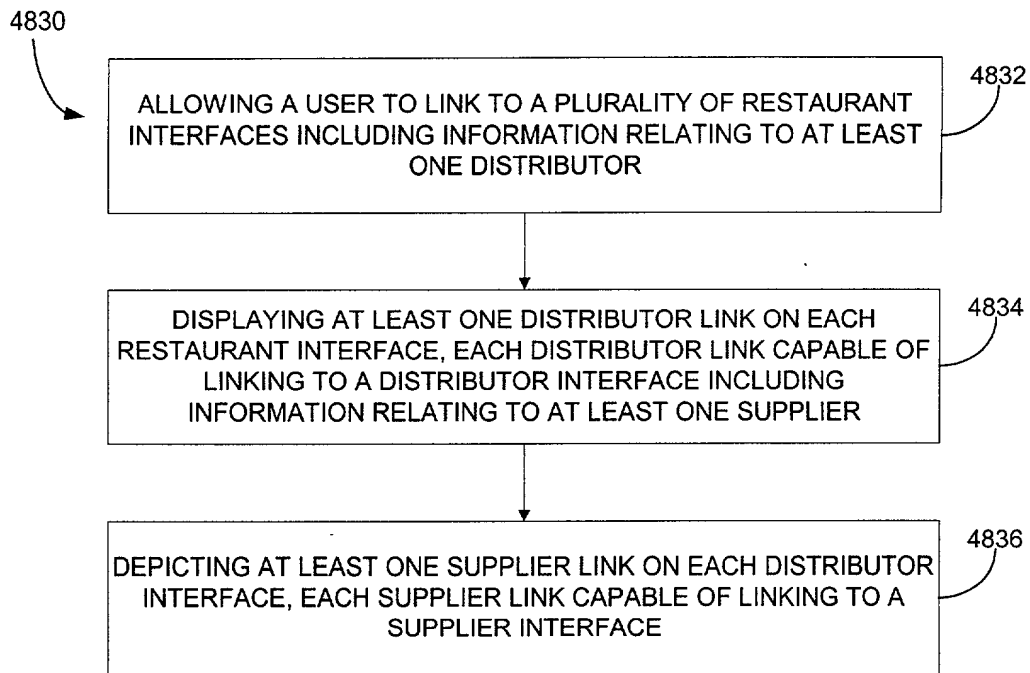 4830
4832
ALLOWING A USER TO LINK TO A PLURALITY OF RESTAURANT
INTERFACES INCLUDING INFORMATION RELATING TO AT LEAST
ONE DISTRIBUTOR
4834
DISPLAYING AT LEAST ONE DISTRIBUTOR LINK ON EACH
RESTAURANT INTERFACE, EACH DISTRIBUTOR LINK CAPABLE OF
LINKING TO A DISTRIBUTOR INTERFACE INCLUDING
INFORMATION RELATING TO AT LEAST ONE SUPPLIER
4836
DEPICTING AT LEAST ONE SUPPLIER LINK ON EACH DISTRIBUTOR
INTERFACE, EACH SUPPLIER LINK CAPABLE OF LINKING TO A
SUPPLIER INTERFACE